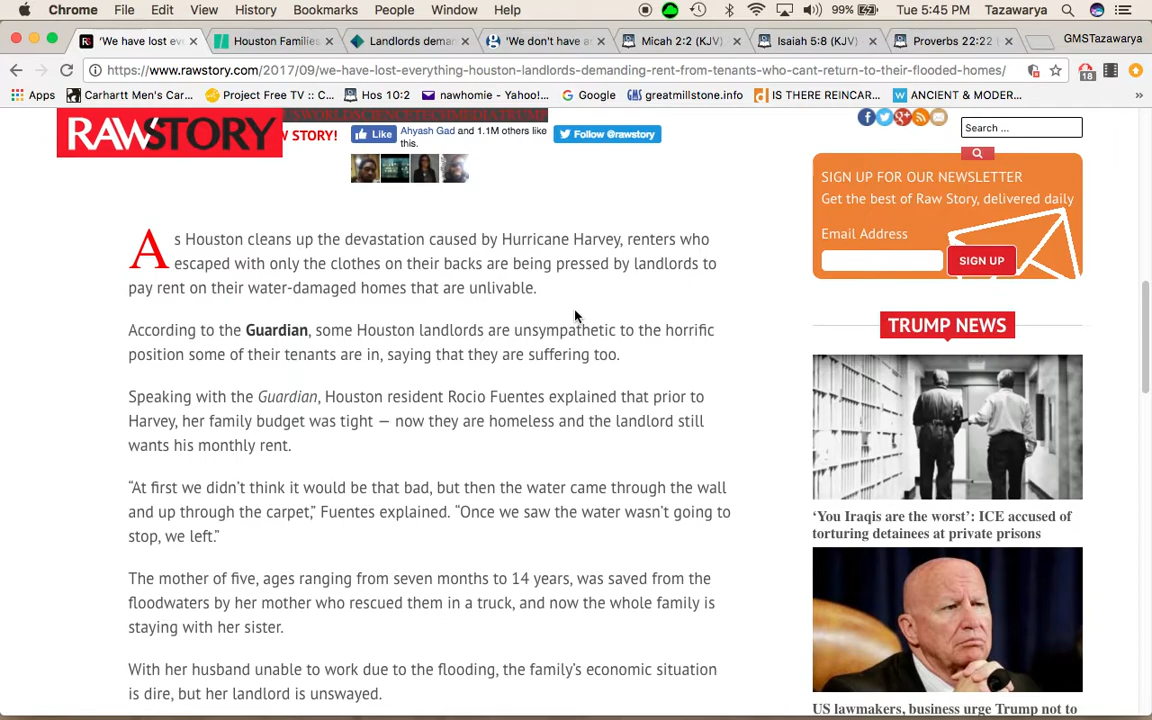 Chrome File Edit View History Bookmarks People Window Help 99% Tue 5:45 PM Tazawarya
'We have lost eve Houston Families Landlords deman 'We don't have an Micah 2:2 (KJV) Isaiah 5:8 (KJV) Proverbs 22:22 GMSTazawarya
https://www.rawstory.com/2017/09/we-have-lost-everything-houston-landlords-demanding-rent-from-tenants-who-cant-return-to-their-flooded-homes/ 18
Apps Carhartt Men's Car... Project Free TV :: C... Hos 10:2 nawhomie - Yahoo!... Google greatmillstone.info IS THERE REINCAR... ANCIENT & MODER... »
RAWSTORY
W STORY!
Like
Ahyash Gad and 1.1M others like
this.
Follow @rawstory
Search ...
SIGN UP FOR OUR NEWSLETTER
Get the best of Raw Story, delivered daily
Email Address
SIGN UP
As Houston cleans up the devastation caused by Hurricane Harvey, renters who
escaped with only the clothes on their backs are being pressed by landlords to
pay rent on their water-damaged homes that are unlivable.
According to the Guardian, some Houston landlords are unsympathetic to the horrific
position some of their tenants are in, saying that they are suffering too.
Speaking with the Guardian, Houston resident Rocio Fuentes explained that prior to
Harvey, her family budget was tight — now they are homeless and the landlord still
wants his monthly rent.
“At first we didn’t think it would be that bad, but then the water came through the wall
and up through the carpet,” Fuentes explained. “Once we saw the water wasn’t going to
stop, we left.”
The mother of five, ages ranging from seven months to 14 years, was saved from the
floodwaters by her mother who rescued them in a truck, and now the whole family is
staying with her sister.
With her husband unable to work due to the flooding, the family’s economic situation
is dire, but her landlord is unswayed.
TRUMP NEWS
‘You Iraqis are the worst’: ICE accused of
torturing detainees at private prisons
US lawmakers, business urge Trump not to